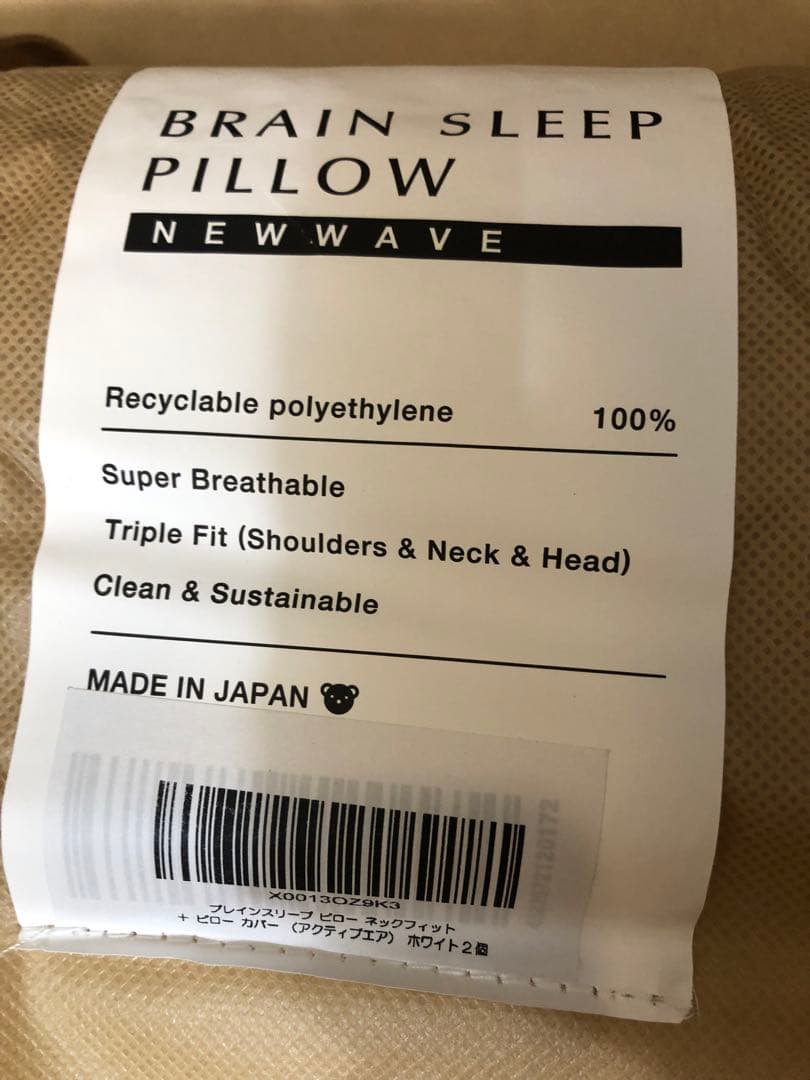 BRAIN SLEEP
PILLOW
NEWWAVE
Recyclable polyethylene 100%
Super Breathable
Triple Fit (Shoulders & Neck & Head)
Clean & Sustainable
MADE IN JAPAN
X0013OZ9K3
ブレインスリープ ピロー ネックフィット
+ ピロー カバー (アクティブエア) ホワイト2個